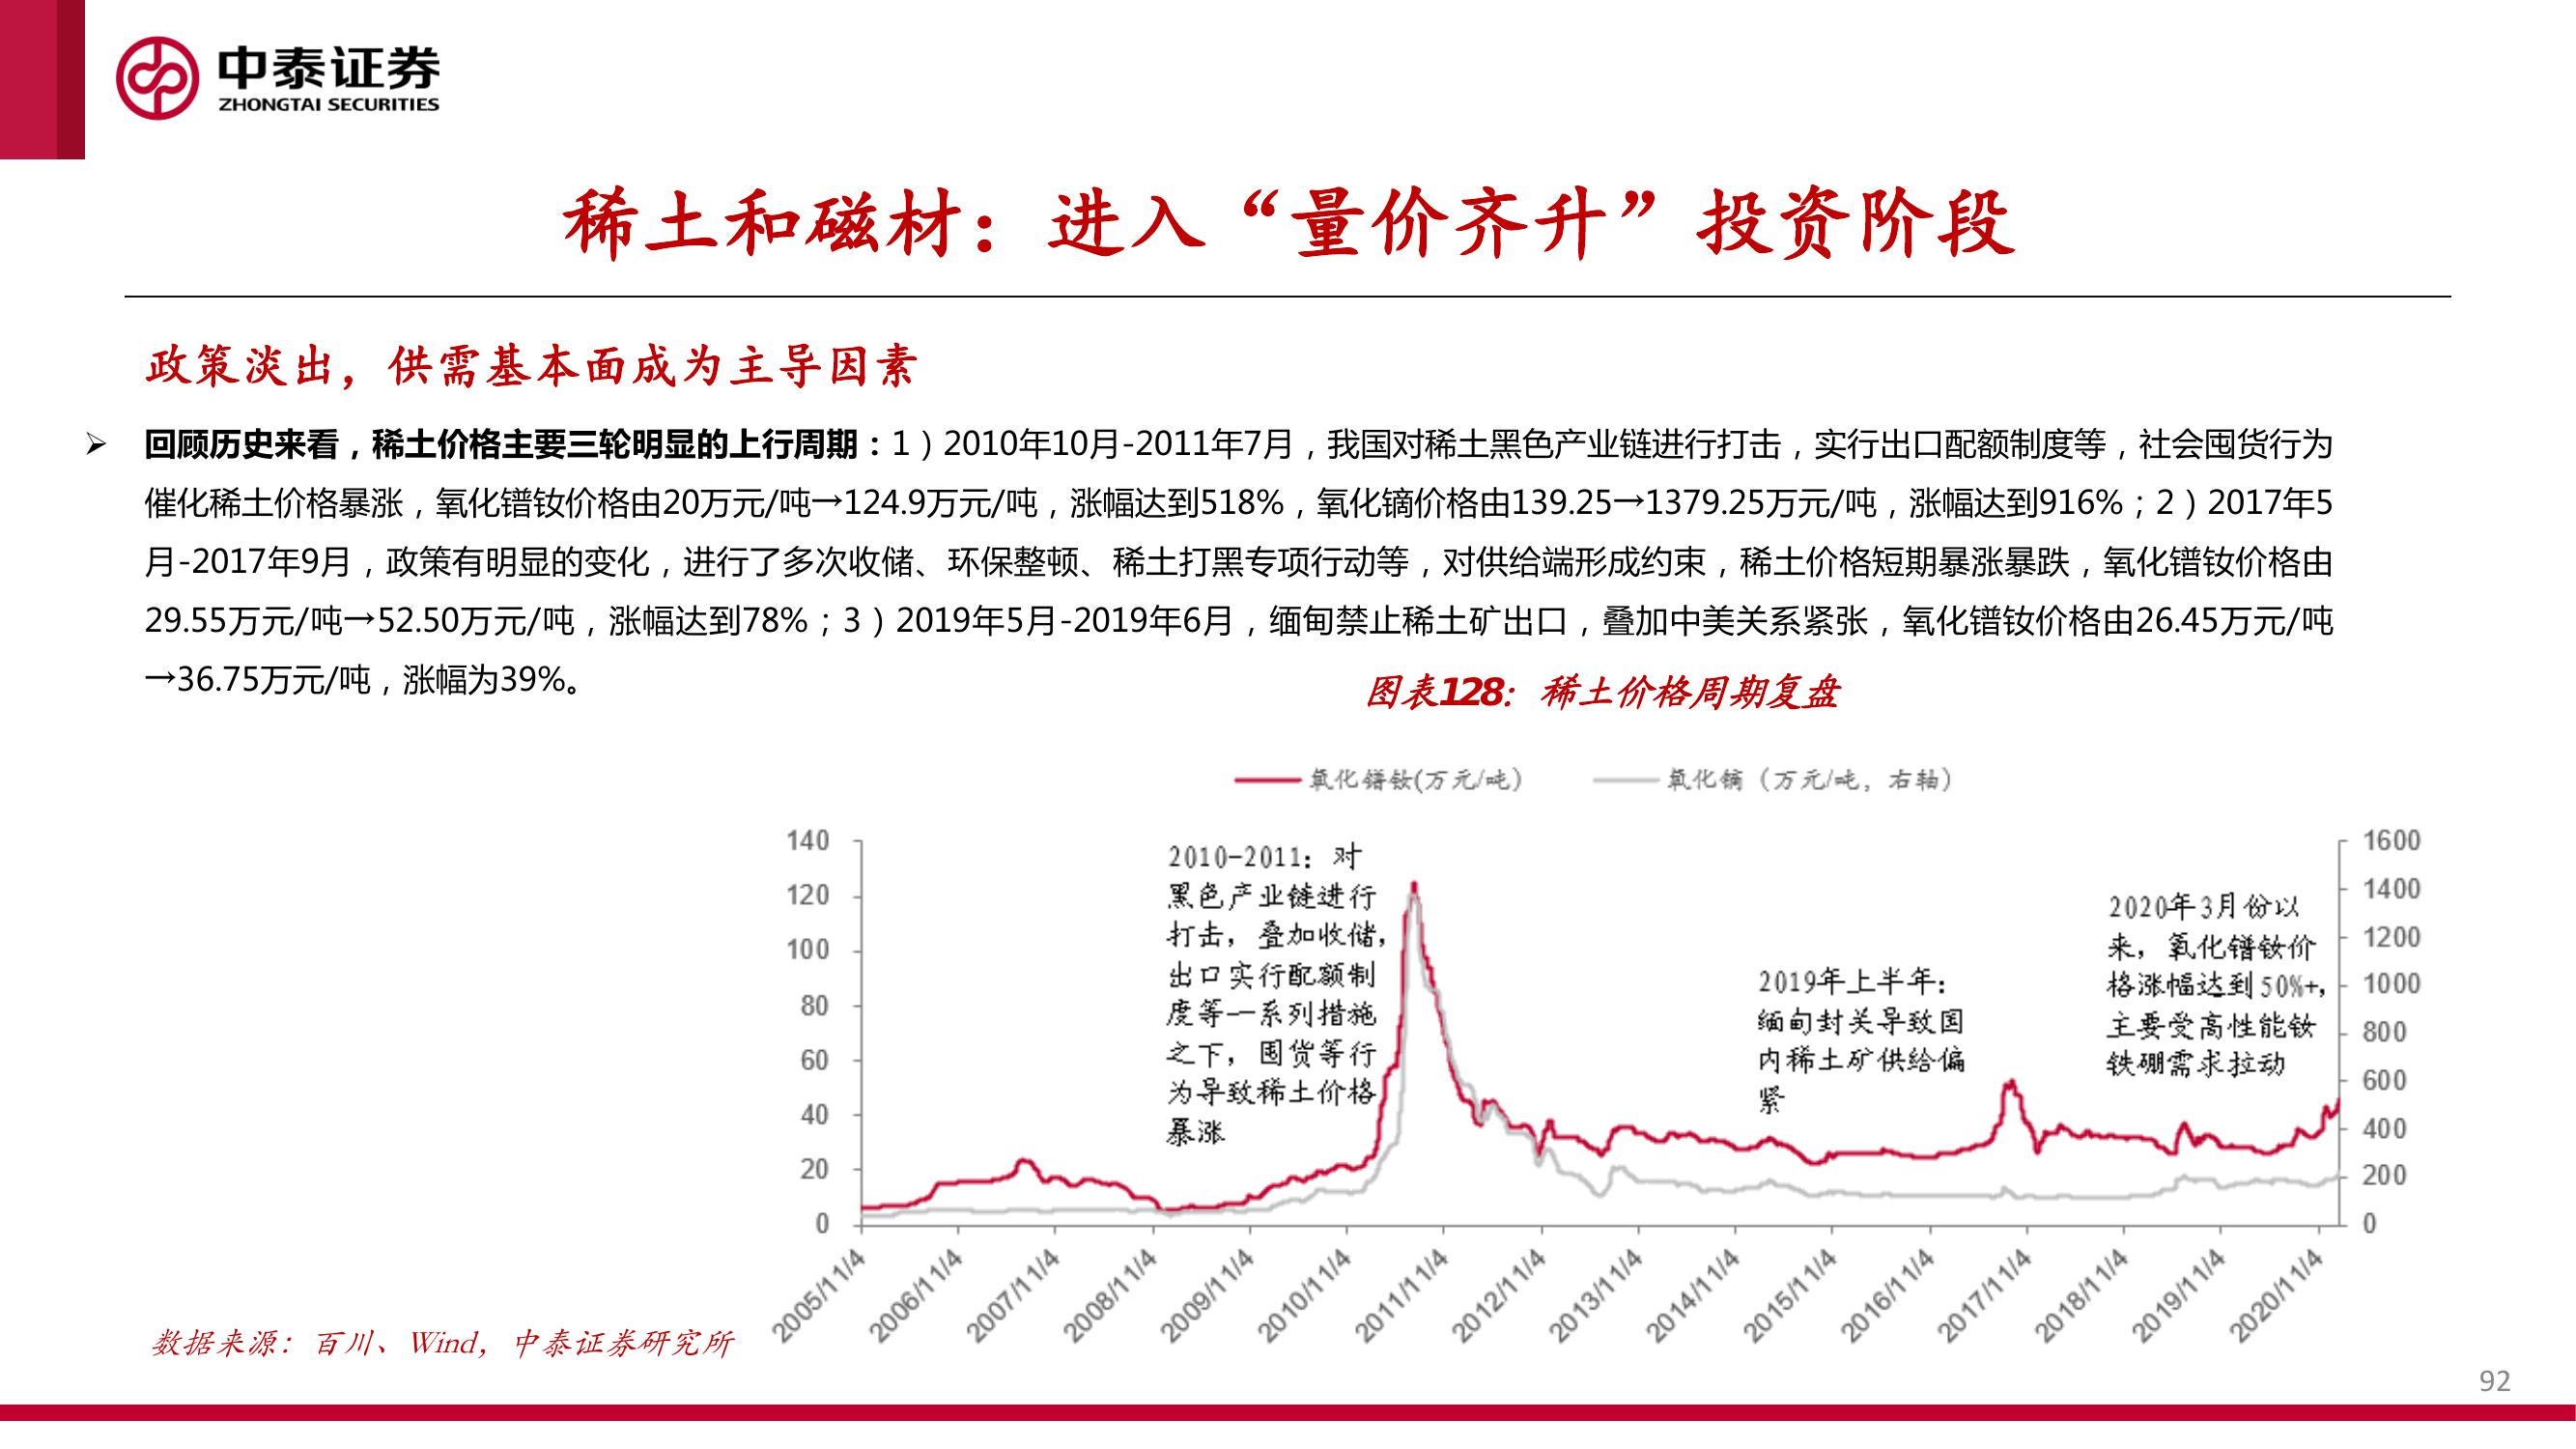 中泰证券
ZHONGTAI SECURITIES
稀土和磁材：进入“量价齐升”投资阶段
政策淡出，供需基本面成为主导因素
➢ 回顾历史来看，稀土价格主要三轮明显的上行周期：1）2010年10月-2011年7月，我国对稀土黑色产业链进行打击，实行出口配额制度等，社会囤货行为
催化稀土价格暴涨，氧化镨钕价格由20万元/吨→124.9万元/吨，涨幅达到518%，氧化镝价格由139.25→1379.25万元/吨，涨幅达到916%；2）2017年5
月-2017年9月，政策有明显的变化，进行了多次收储、环保整顿、稀土打黑专项行动等，对供给端形成约束，稀土价格短期暴涨暴跌，氧化镨钕价格由
29.55万元/吨→52.50万元/吨，涨幅达到78%；3）2019年5月-2019年6月，缅甸禁止稀土矿出口，叠加中美关系紧张，氧化镨钕价格由26.45万元/吨
→36.75万元/吨，涨幅为39%。
图表128：稀土价格周期复盘
氧化镨钕(万元/吨)
氧化镝（万元/吨，右轴）
140
120
100
80
60
40
20
0
2010-2011：对
黑色产业链进行
打击，叠加收储，
出口实行配额制
度等一系列措施
之下，囤货等行
为导致稀土价格
暴涨
2019年上半年：
缅甸封关导致国
内稀土矿供给偏
紧
2020年3月份以
来，氧化镨钕价
格涨幅达到50%+，
主要受高性能钕
铁硼需求拉动
1600
1400
1200
1000
800
600
400
200
0
2005/11/4
2006/11/4
2007/11/4
2008/11/4
2009/11/4
2010/11/4
2011/11/4
2012/11/4
2013/11/4
2014/11/4
2015/11/4
2016/11/4
2017/11/4
2018/11/4
2019/11/4
2020/11/4
数据来源：百川、Wind，中泰证券研究所
92